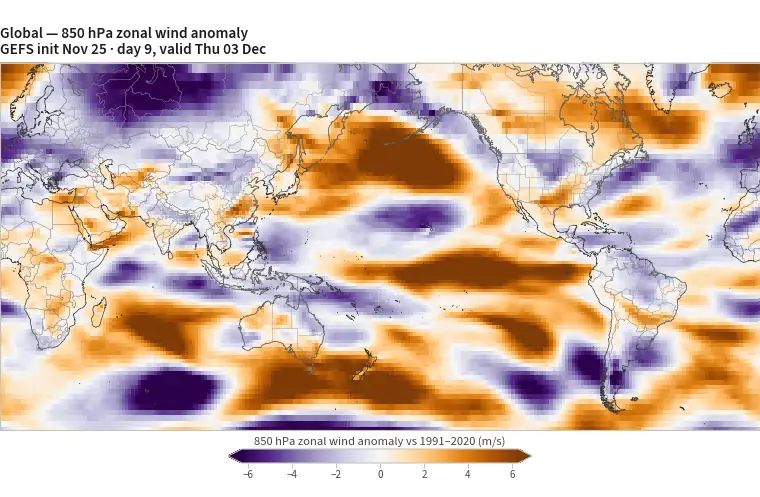 Global — 850 hPa zonal wind anomaly
GEFS init Nov 25 · day 9, valid Thu 03 Dec
850 hPa zonal wind anomaly vs 1991–2020 (m/s)
−6 −4 −2 0 2 4 6